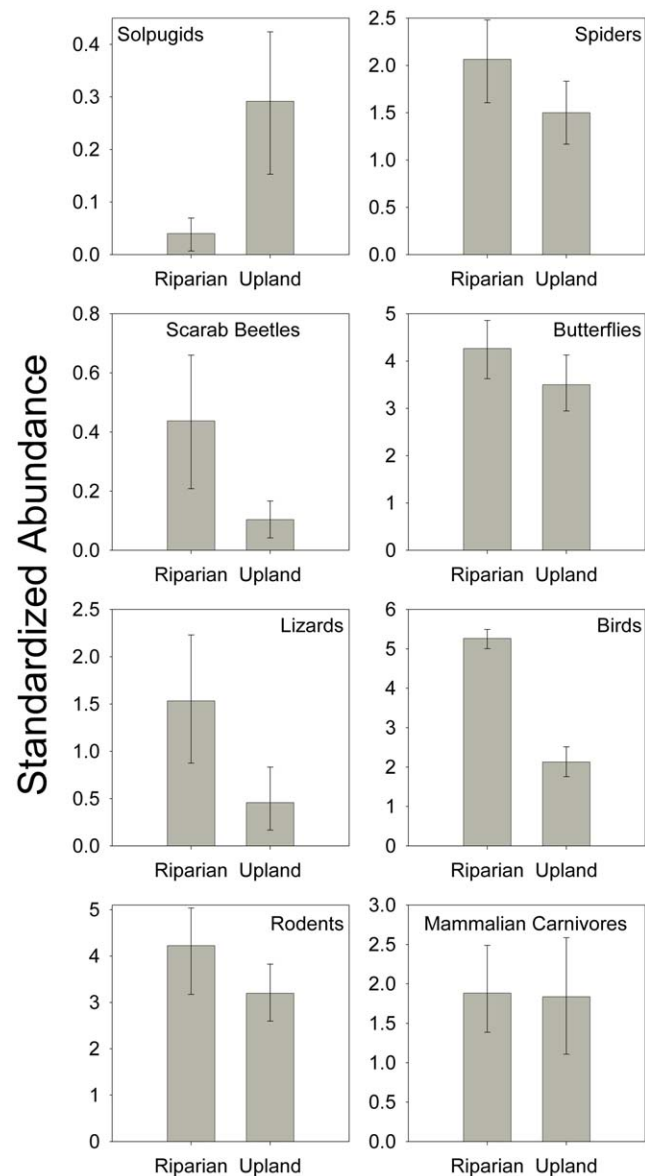 Standardized Abundance
Solpugids
0.4
0.3
0.2
0.1
0.0
Riparian Upland
Spiders
2.5
2.0
1.5
1.0
0.5
0.0
Riparian Upland
Scarab Beetles
0.8
0.6
0.4
0.2
0.0
Riparian Upland
Butterflies
5
4
3
2
1
0
Riparian Upland
Lizards
2.5
2.0
1.5
1.0
0.5
0.0
Riparian Upland
Birds
6
5
4
3
2
1
0
Riparian Upland
Rodents
5
4
3
2
1
0
Riparian Upland
Mammalian Carnivores
3.0
2.5
2.0
1.5
1.0
0.5
0.0
Riparian Upland